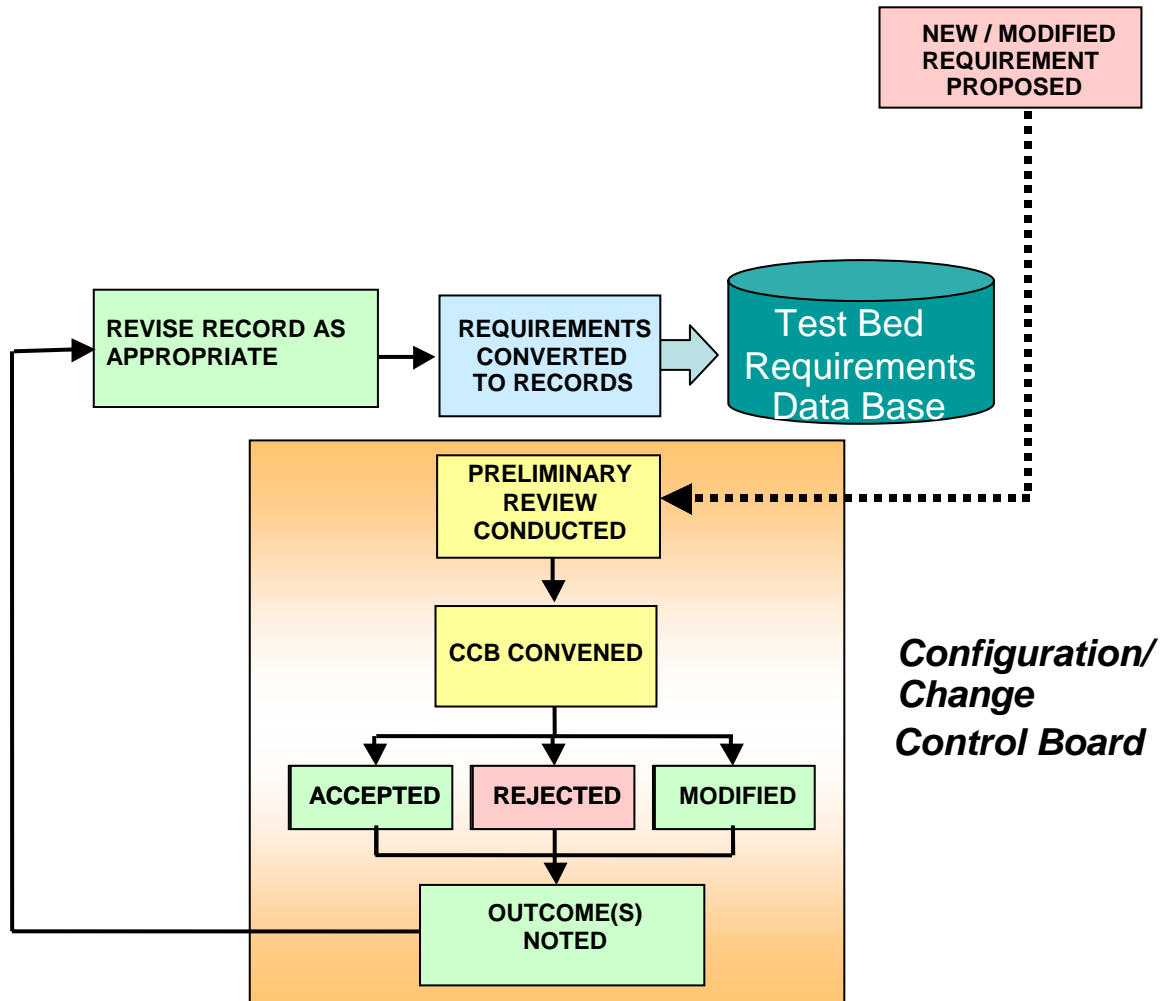 NEW / MODIFIED
REQUIREMENT
PROPOSED
REVISE RECORD AS
APPROPRIATE
REQUIREMENTS
CONVERTED
TO RECORDS
Test Bed
Requirements
Data Base
PRELIMINARY
REVIEW
CONDUCTED
CCB CONVENED
Configuration/
Change
Control Board
ACCEPTED
REJECTED
MODIFIED
OUTCOME(S)
NOTED